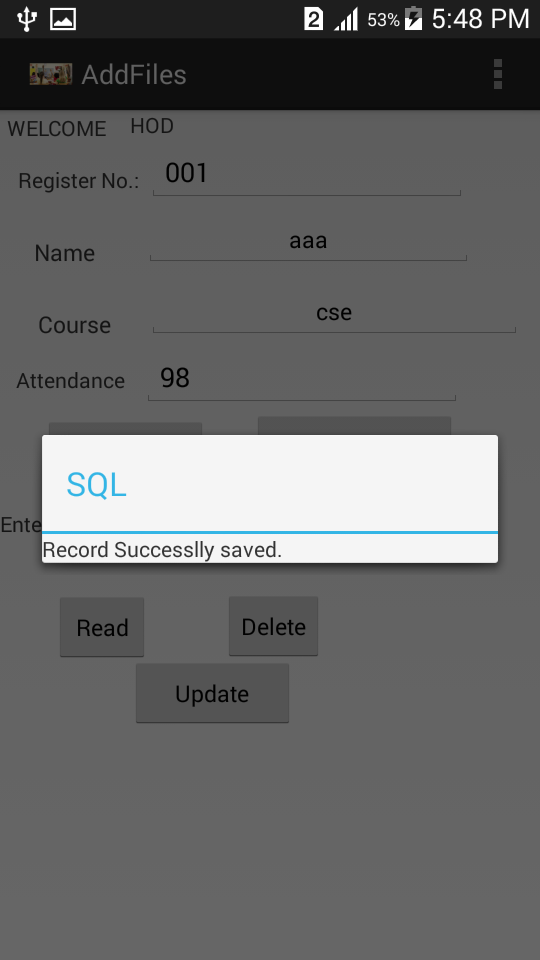 2 53% 5:48 PM
AddFiles
WELCOME HOD
Register No.: 001
Name aaa
Course cse
Attendance 98
SQL
Ente
Record Successlly saved.
Read Delete
Update